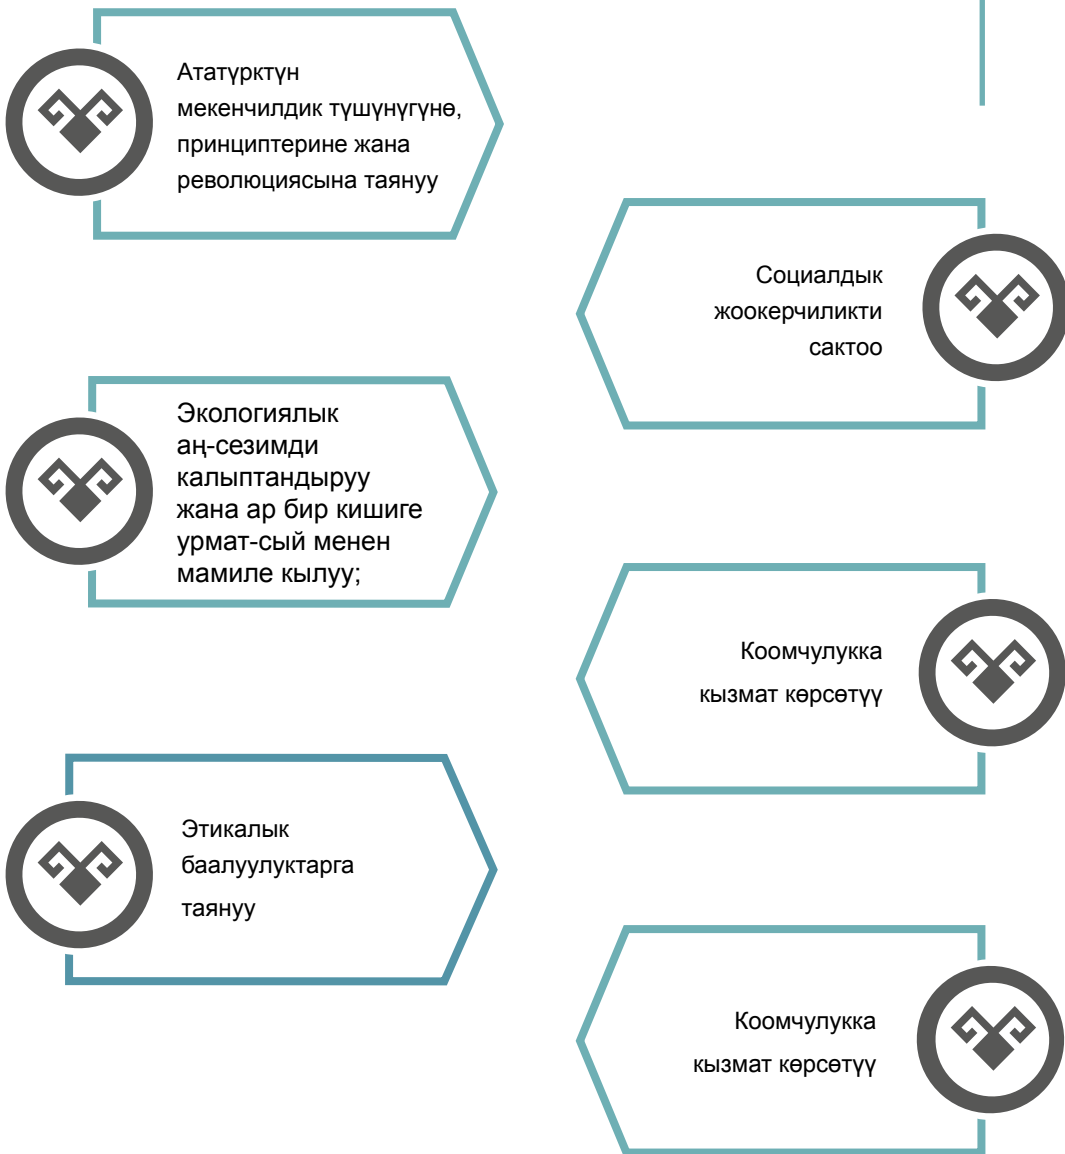 Ататүрктүн
мекенчилдик түшүнүгүнө,
принциптерине жана
революциясына таянуу
Социалдык
жоокерчиликти
сактоо
Экологиялык
аң-сезимди
калыптандыруу
жана ар бир кишиге
урмат-сый менен
мамиле кылуу;
Коомчулукка
кызмат көрсөтүү
Этикалык
баалуулуктарга
таянуу
Коомчулукка
кызмат көрсөтүү